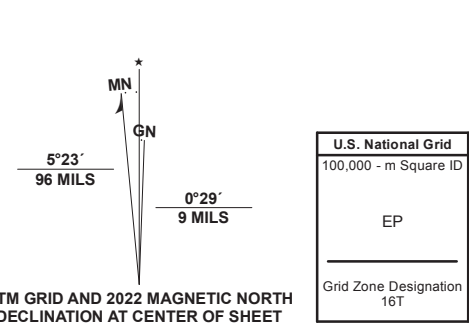 ★
MN
GN
5°23´
96 MILS
0°29´
9 MILS
TM GRID AND 2022 MAGNETIC NORTH
DECLINATION AT CENTER OF SHEET
U.S. National Grid
100,000 - m Square ID
EP
Grid Zone Designation
16T